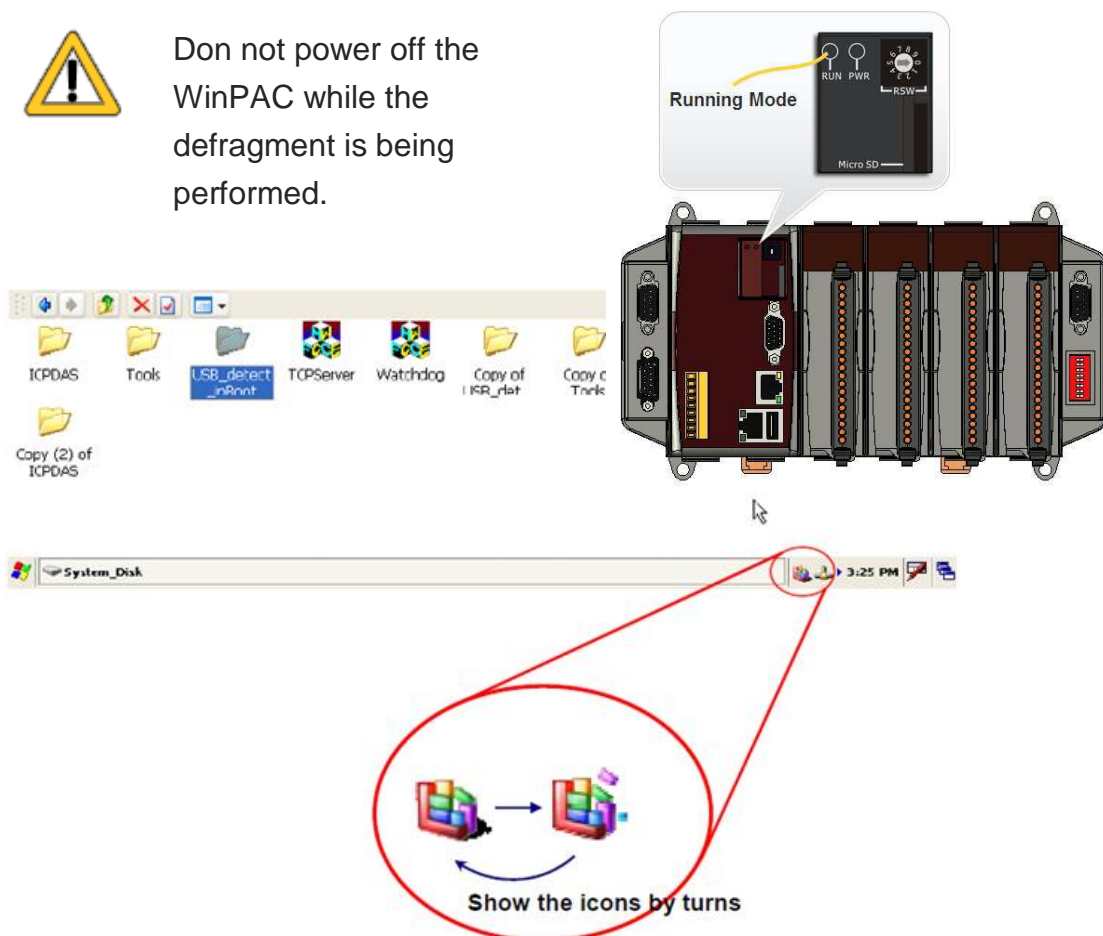 Don not power off the
WinPAC while the
defragment is being
performed.
Running Mode
RUN PWR
RSW
Micro SD
ICPDAS
Tools
USB_detect
_inBoot
TCPServer
Watchdog
Copy of
Copy (2) of
ICPDAS
System_Disk
3:25 PM
Show the icons by turns